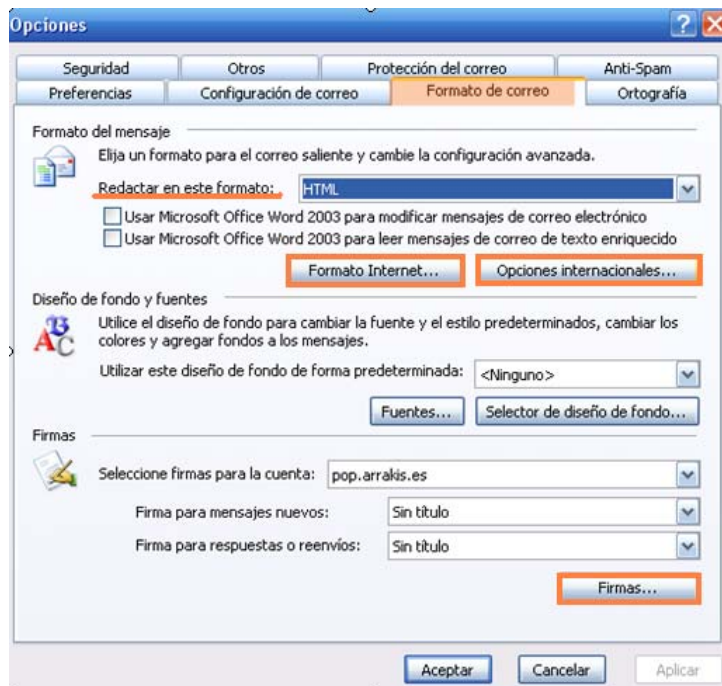 Opciones
Seguridad Otros Protección del correo Anti-Spam
Preferencias Configuración de correo Formato de correo Ortografía
Formato del mensaje
Elija un formato para el correo saliente y cambie la configuración avanzada.
Redactar en este formato: HTML
Usar Microsoft Office Word 2003 para modificar mensajes de correo electrónico
Usar Microsoft Office Word 2003 para leer mensajes de correo de texto enriquecido
Formato Internet... Opciones internacionales...
Diseño de fondo y fuentes
Utilice el diseño de fondo para cambiar la fuente y el estilo predeterminados, cambiar los
colores y agregar fondos a los mensajes.
Utilizar este diseño de fondo de forma predeterminada: <Ninguno>
Fuentes... Selector de diseño de fondo...
Firmas
Seleccione firmas para la cuenta: pop.arrakis.es
Firma para mensajes nuevos: Sin título
Firma para respuestas o reenvíos: Sin título
Firmas...
Aceptar Cancelar Aplicar